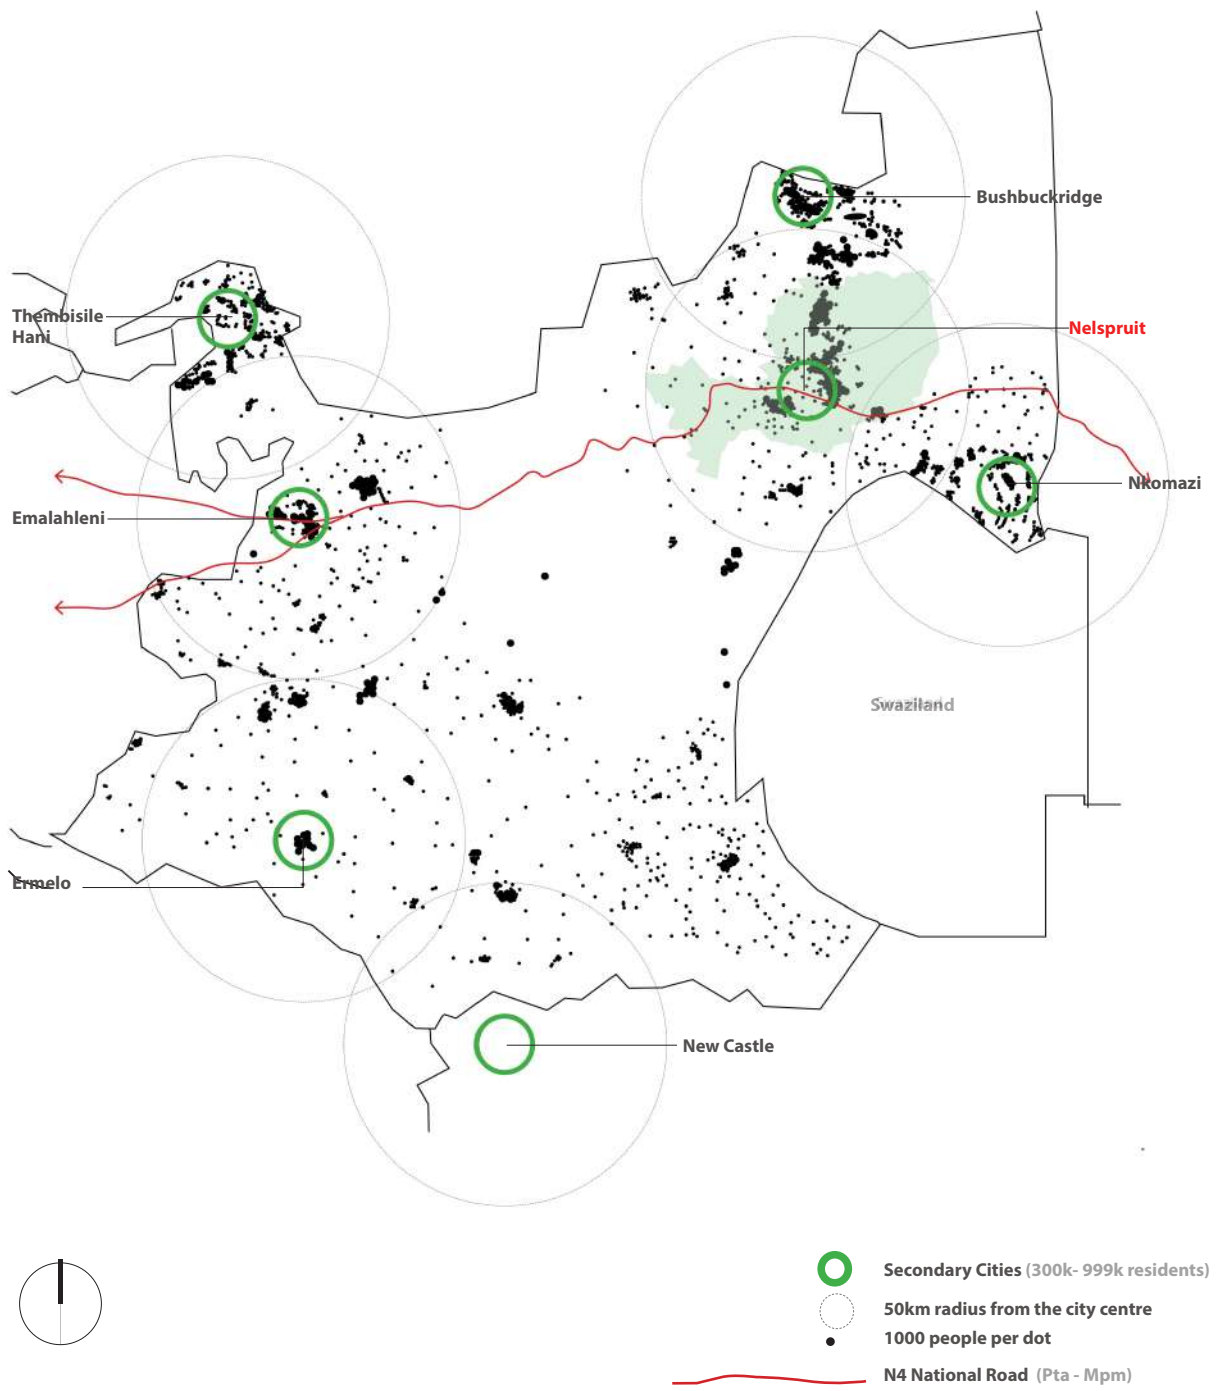 Bushbuckridge
Thembisile
Hani
Nelspruit
Nkomazi
Emalahleni
Swaziland
Ermelo
New Castle
Secondary Cities (300k- 999k residents)
50km radius from the city centre
1000 people per dot
N4 National Road (Pta - Mpm)